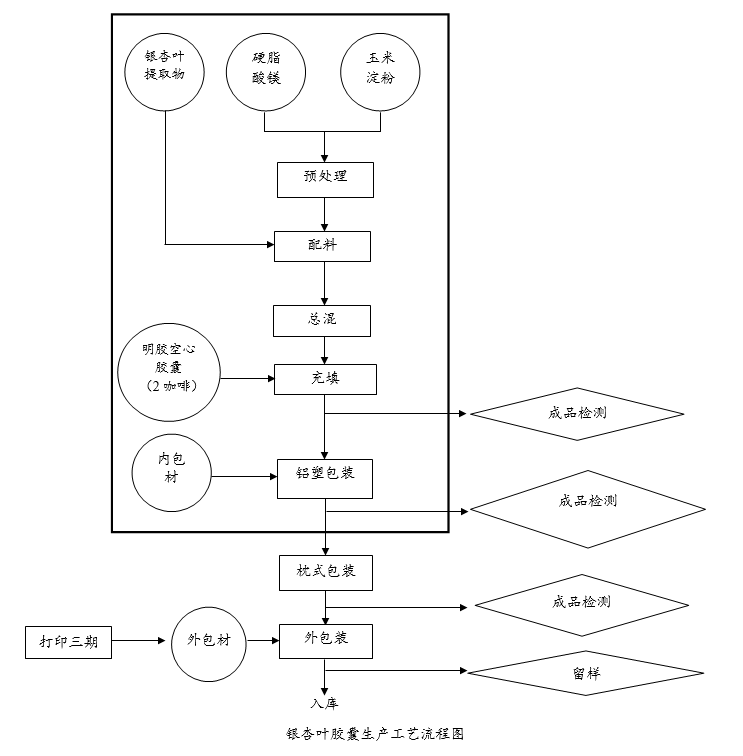 银杏叶
提取物
硬脂
酸镁
玉米
淀粉
预处理
配料
总混
明胶空心
胶囊
（2 咖啡）
充填
成品检测
内包
材
铝塑包装
成品检测
枕式包装
成品检测
打印三期
外包材
外包装
留样
入库
银杏叶胶囊生产工艺流程图